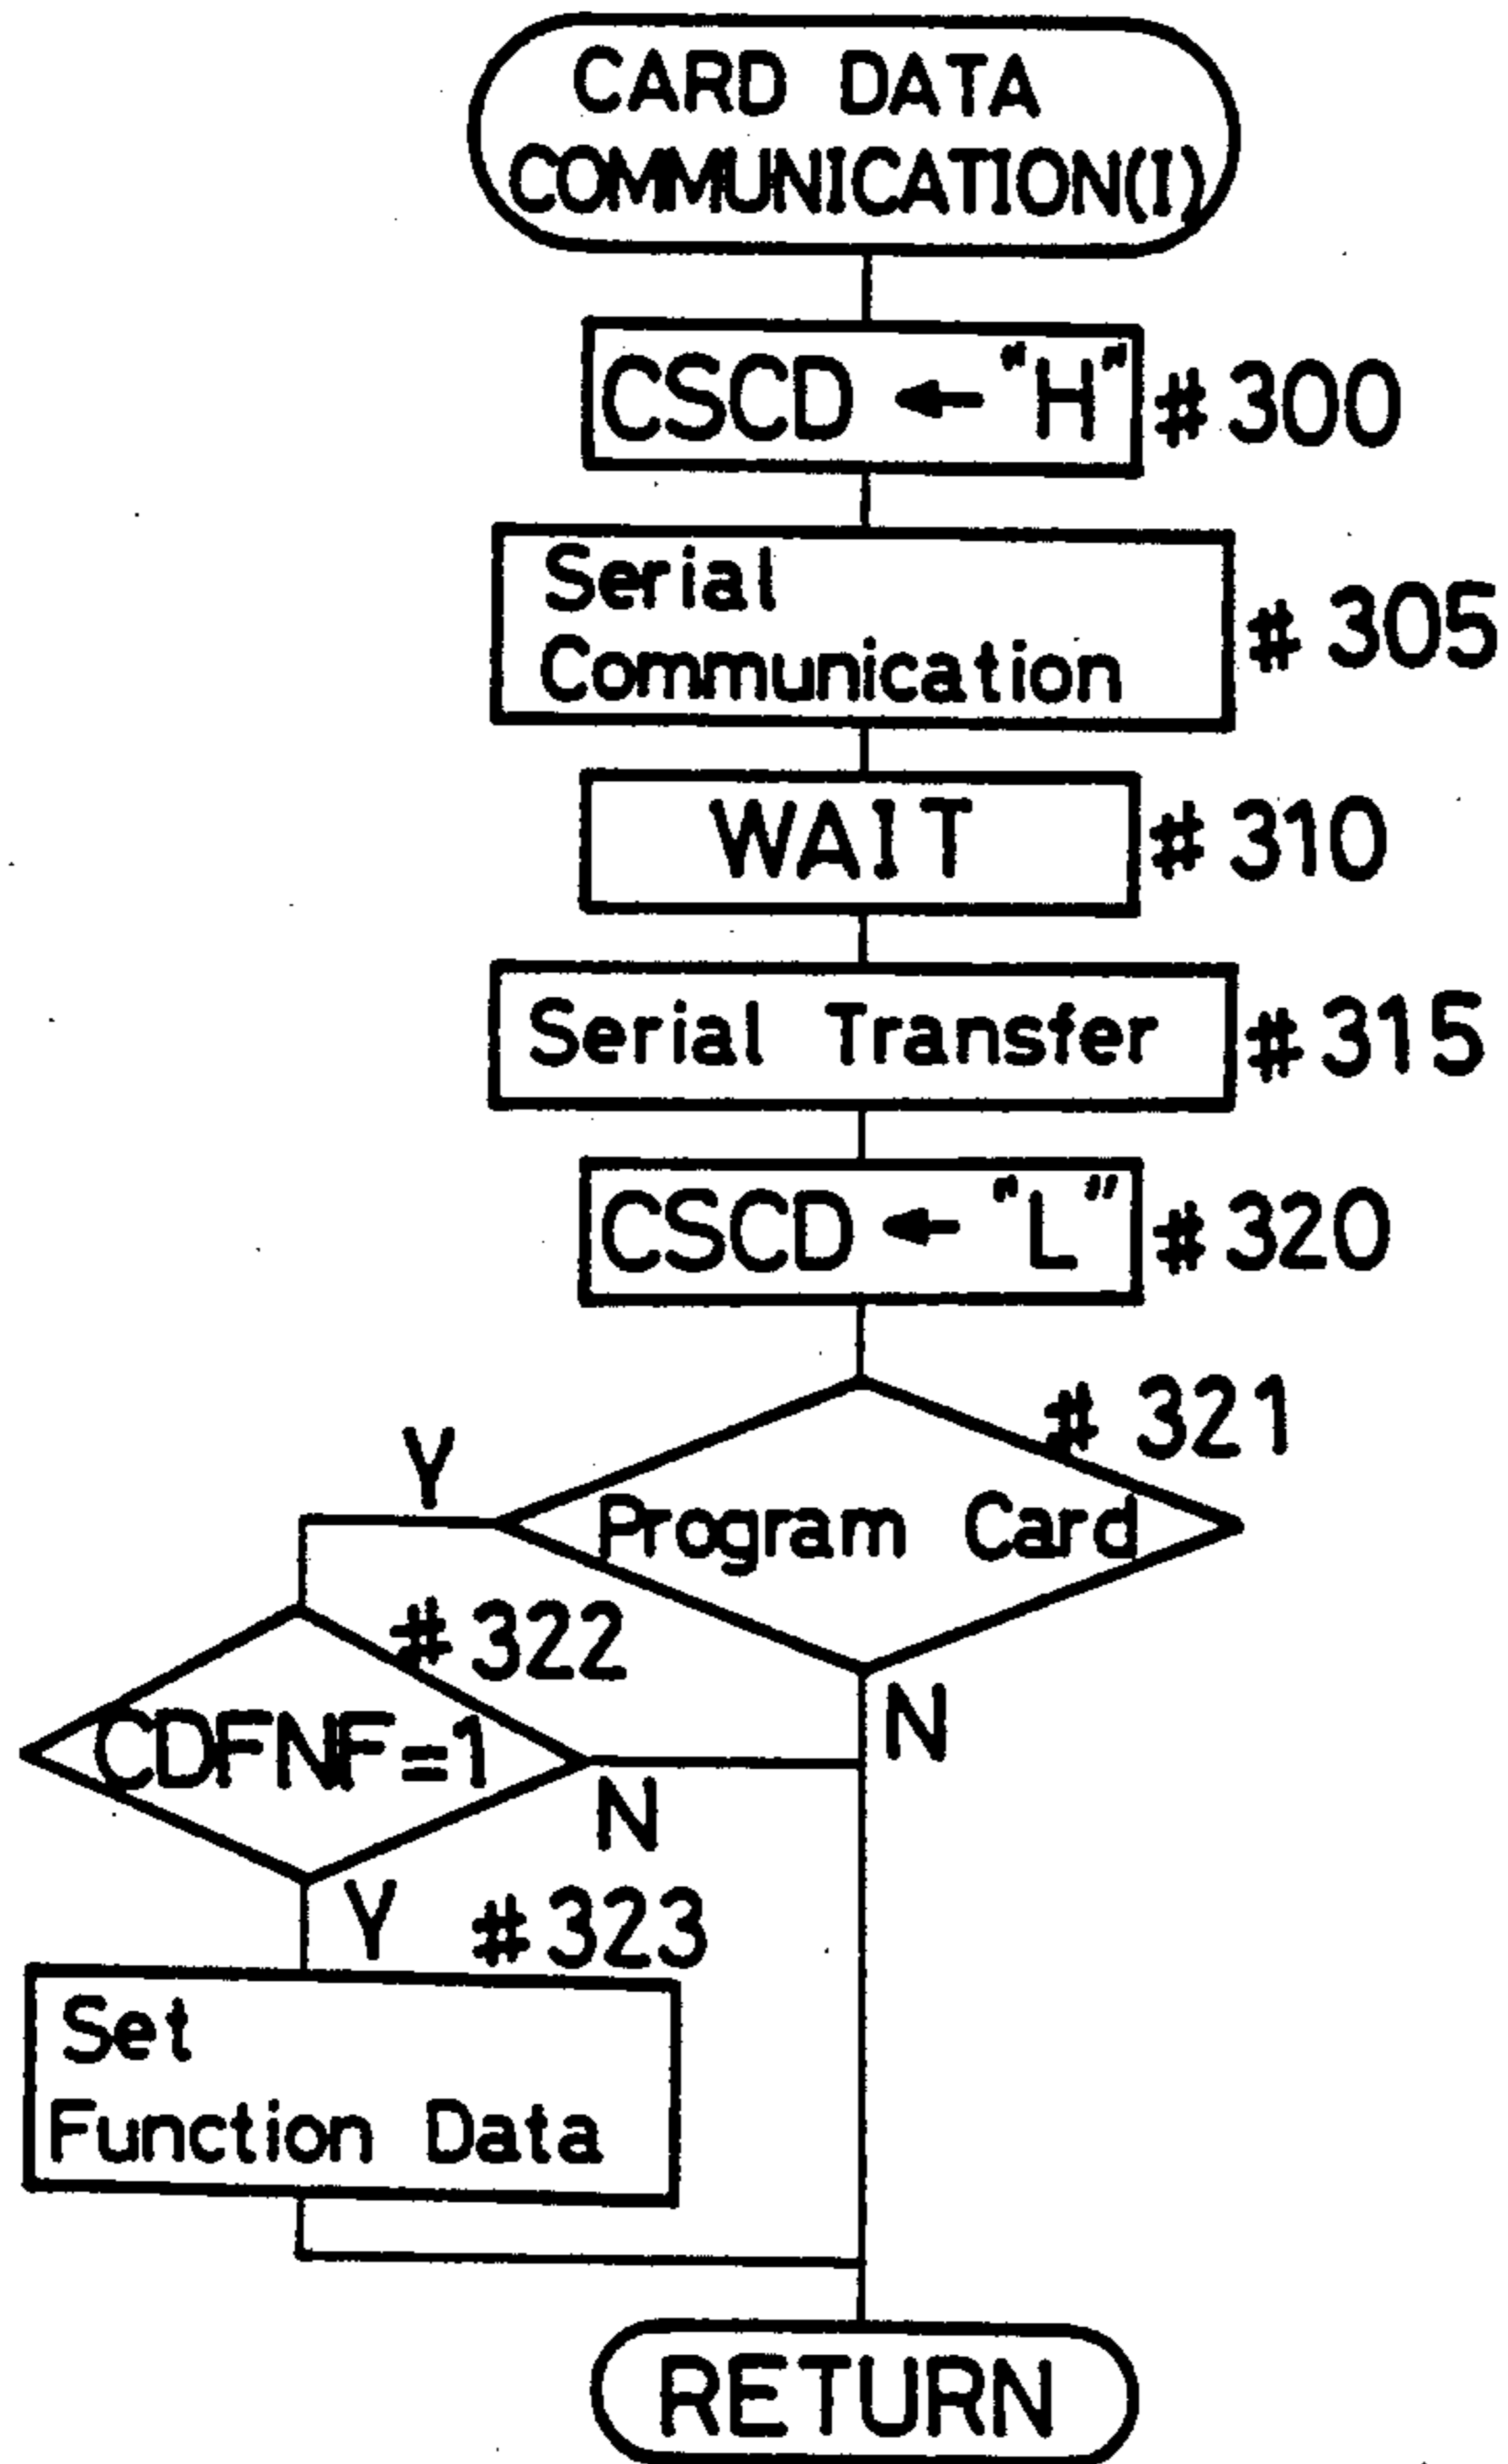 CARD DATA
COMMUNICATION(I)
CSCD ← "H" #300
Serial
Communication
# 305
WAIT #310
Serial Transfer #315
CSCD ← "L" #320
# 321
Y
Program Card
#322
N
CDFNF=1
N
Y #323
Set
Function Data
RETURN